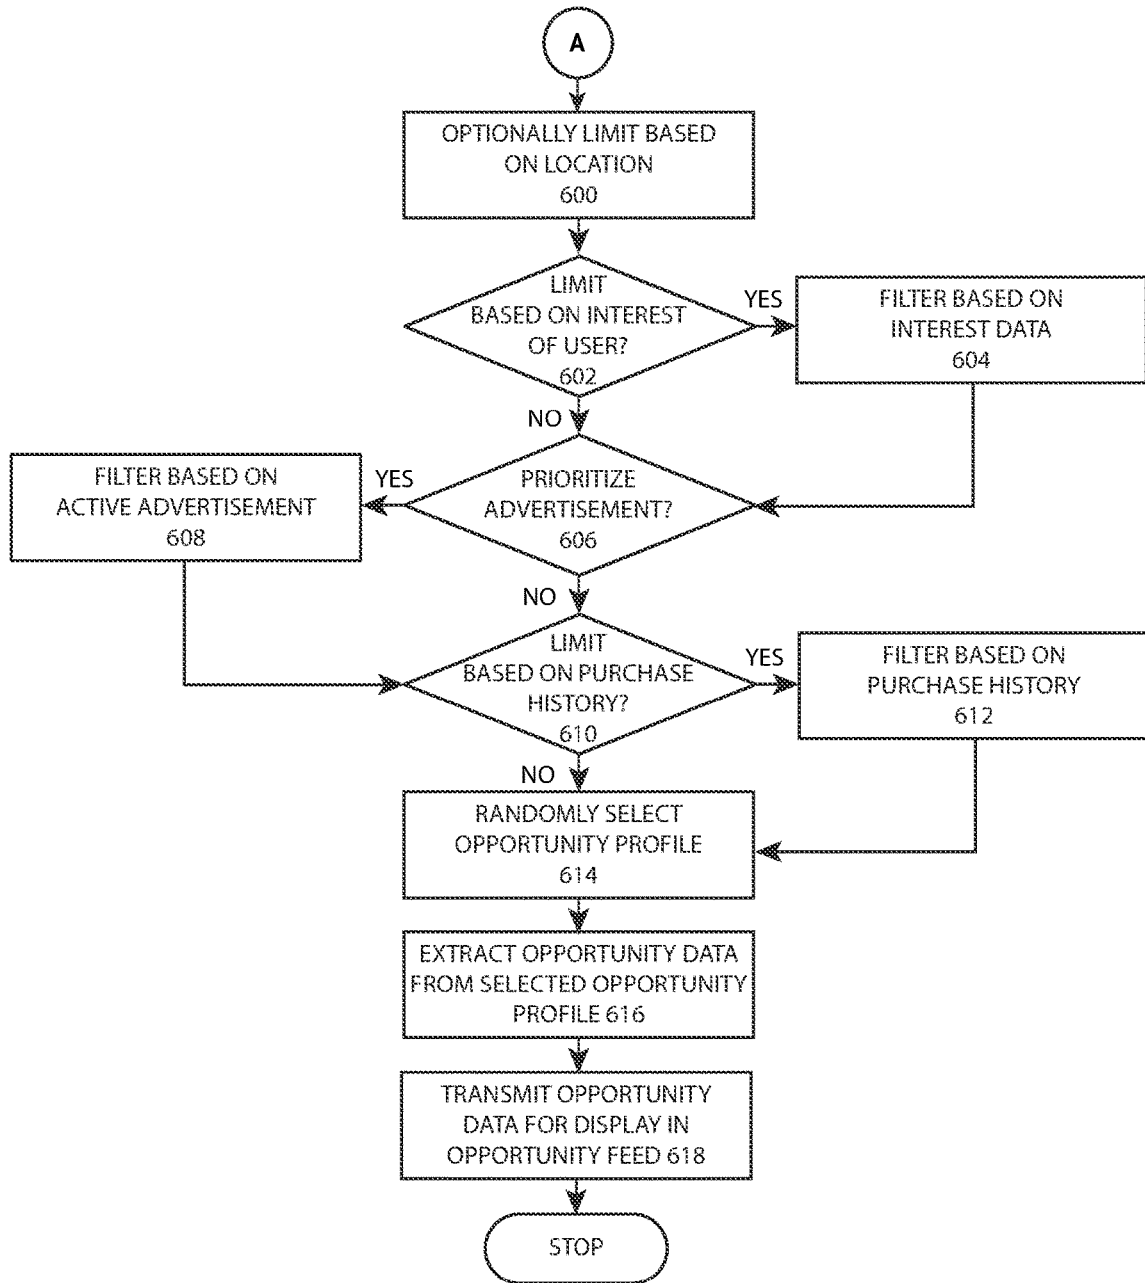 A
OPTIONALLY LIMIT BASED
ON LOCATION
600
LIMIT
BASED ON INTEREST
OF USER?
602
YES
FILTER BASED ON
INTEREST DATA
604
NO
PRIORITIZE
ADVERTISEMENT?
606
YES
FILTER BASED ON
ACTIVE ADVERTISEMENT
608
NO
LIMIT
BASED ON PURCHASE
HISTORY?
610
YES
FILTER BASED ON
PURCHASE HISTORY
612
NO
RANDOMLY SELECT
OPPORTUNITY PROFILE
614
EXTRACT OPPORTUNITY DATA
FROM SELECTED OPPORTUNITY
PROFILE 616
TRANSMIT OPPORTUNITY
DATA FOR DISPLAY IN
OPPORTUNITY FEED 618
STOP